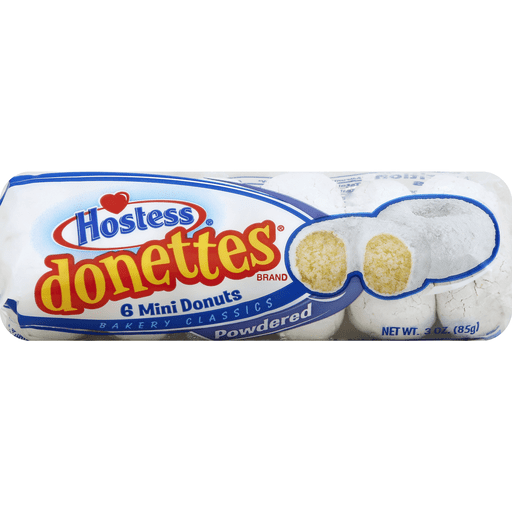 Hostess®
donettes®
BRAND
6 Mini Donuts
BAKERY CLASSICS
Powdered
NET WT. 3 OZ. (85g)